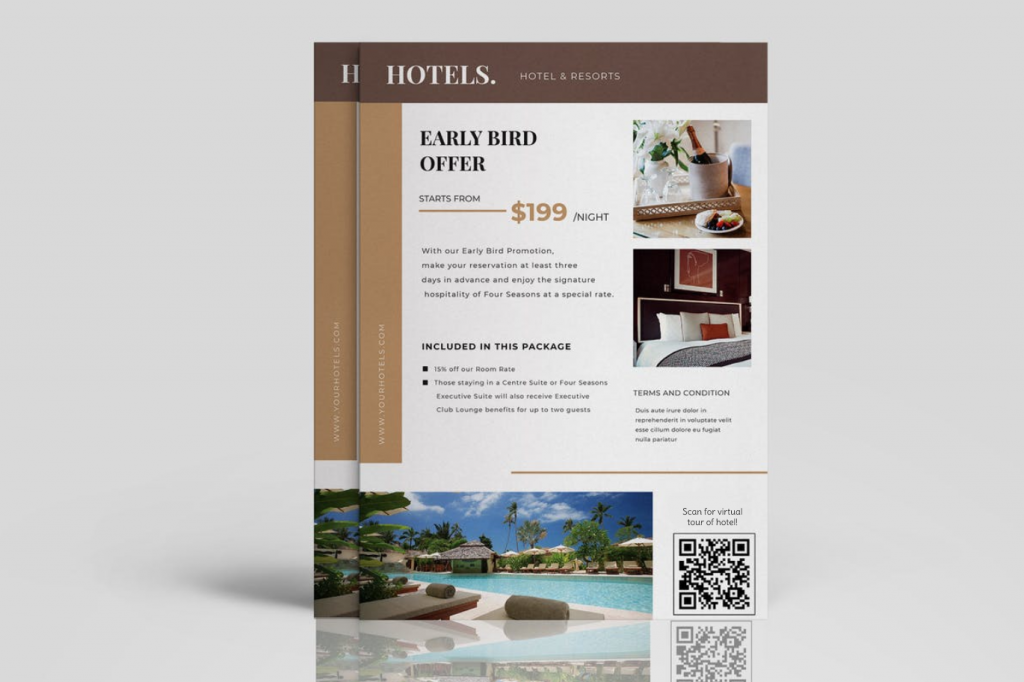 H
HOTELS.
HOTEL & RESORTS
EARLY BIRD
OFFER
STARTS FROM
$199 /NIGHT
With our Early Bird Promotion,
make your reservation at least three
days in advance and enjoy the signature
hospitality of Four Seasons at a special rate.
INCLUDED IN THIS PACKAGE
15% off our Room Rate
Those staying in a Centre Suite or Four Seasons
Executive Suite will also receive Executive
Club Lounge benefits for up to two guests
WWW.YOURHOTELS.COM
WWW.YOURHOTELS.COM
TERMS AND CONDITION
Duis aute irure dolor in
reprehenderit in voluptate velit
esse cillum dolore eu fugiat
nulla pariatur
Scan for virtual
tour of hotel!